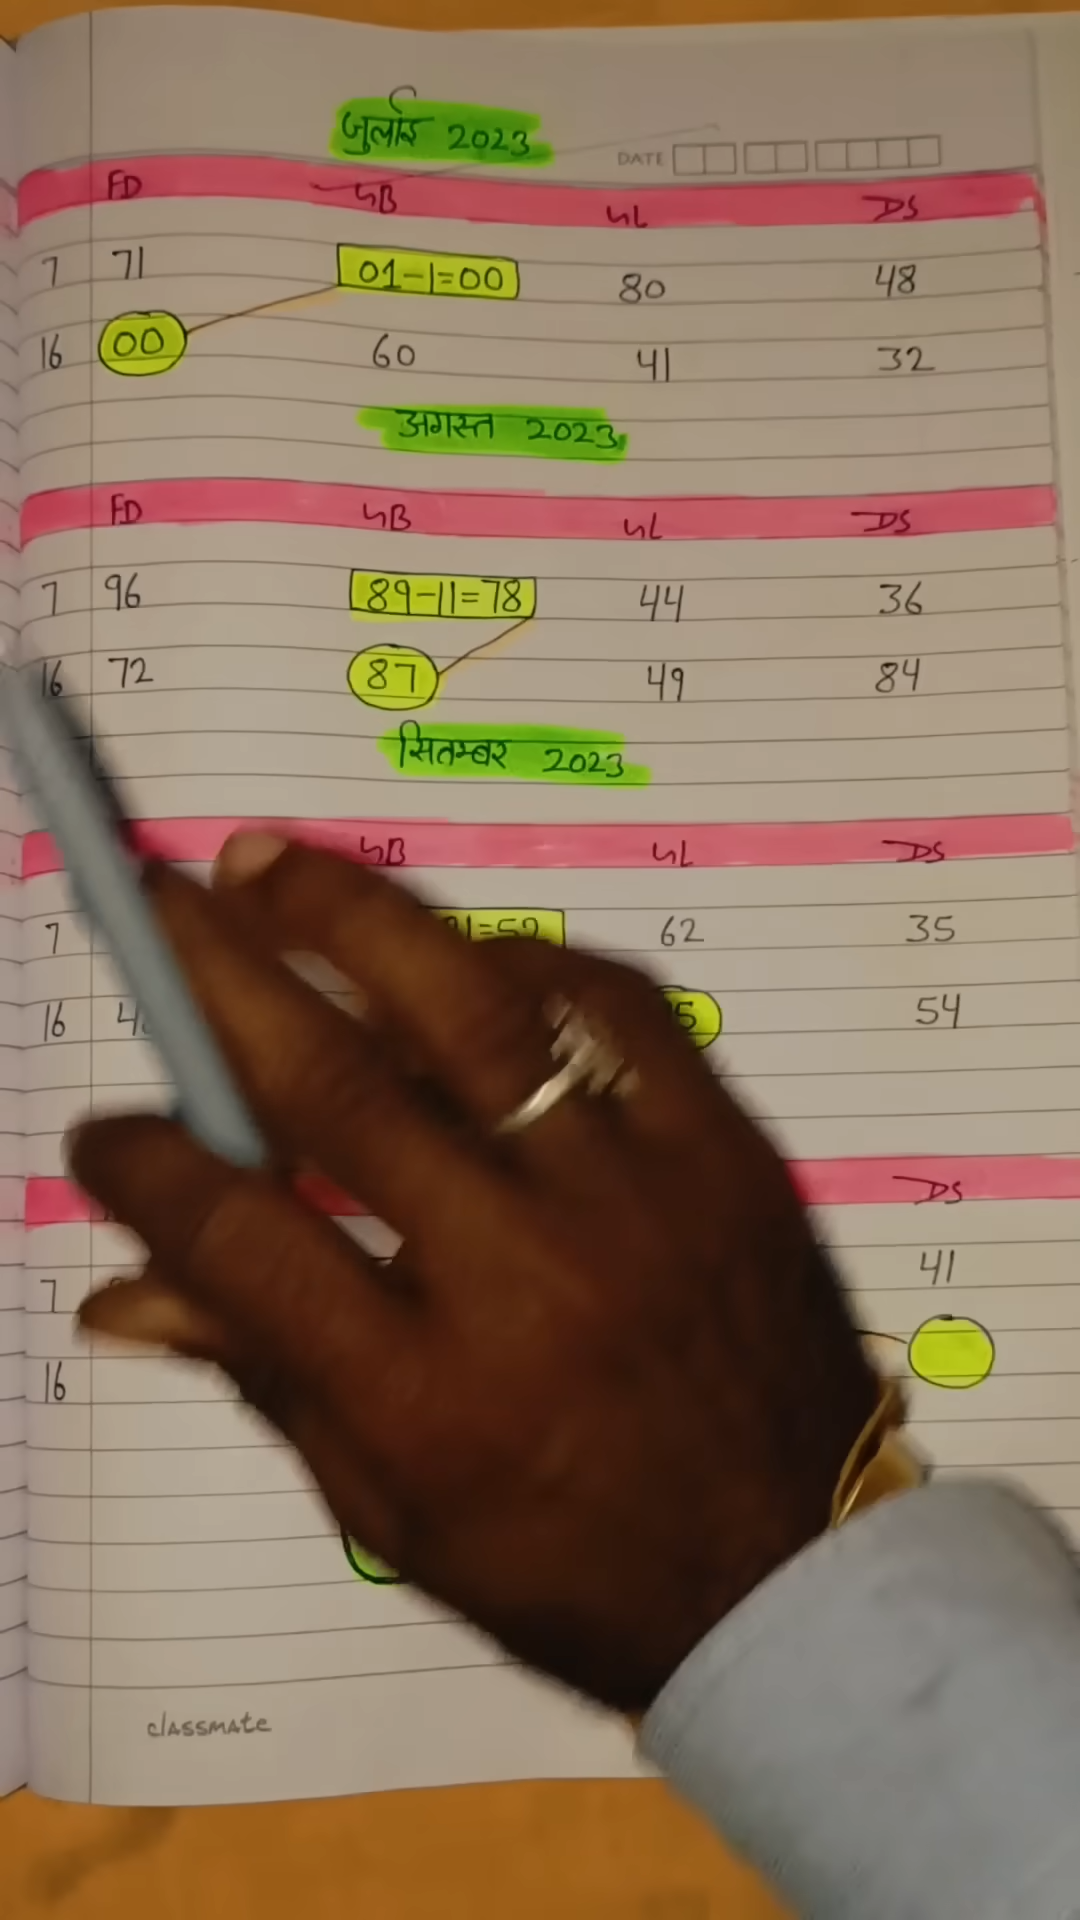 जुलाई 2023
DATE
FD GB GL DS
7 71 01-1=00 80 48
16 00 60 41 32
अगस्त 2023
FD GB GL DS
7 96 89-11=78 44 36
16 72 87 49 84
सितम्बर 2023
GB GL DS
7 =52 62 35
16 5 54
DS
7 41
16
classmate